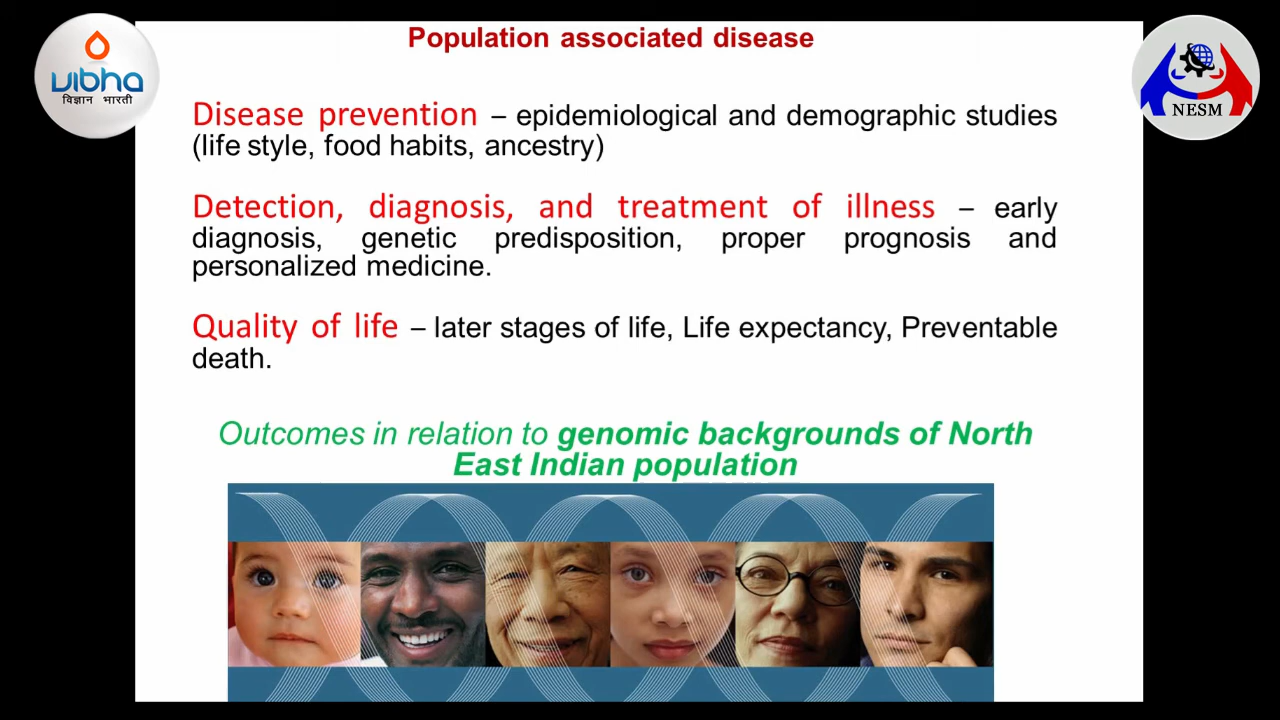 Population associated disease
vibha
विज्ञान भारती
NESM
Disease prevention – epidemiological and demographic studies
(life style, food habits, ancestry)
Detection, diagnosis, and treatment of illness – early
diagnosis, genetic predisposition, proper prognosis and
personalized medicine.
Quality of life – later stages of life, Life expectancy, Preventable
death.
Outcomes in relation to genomic backgrounds of North
East Indian population